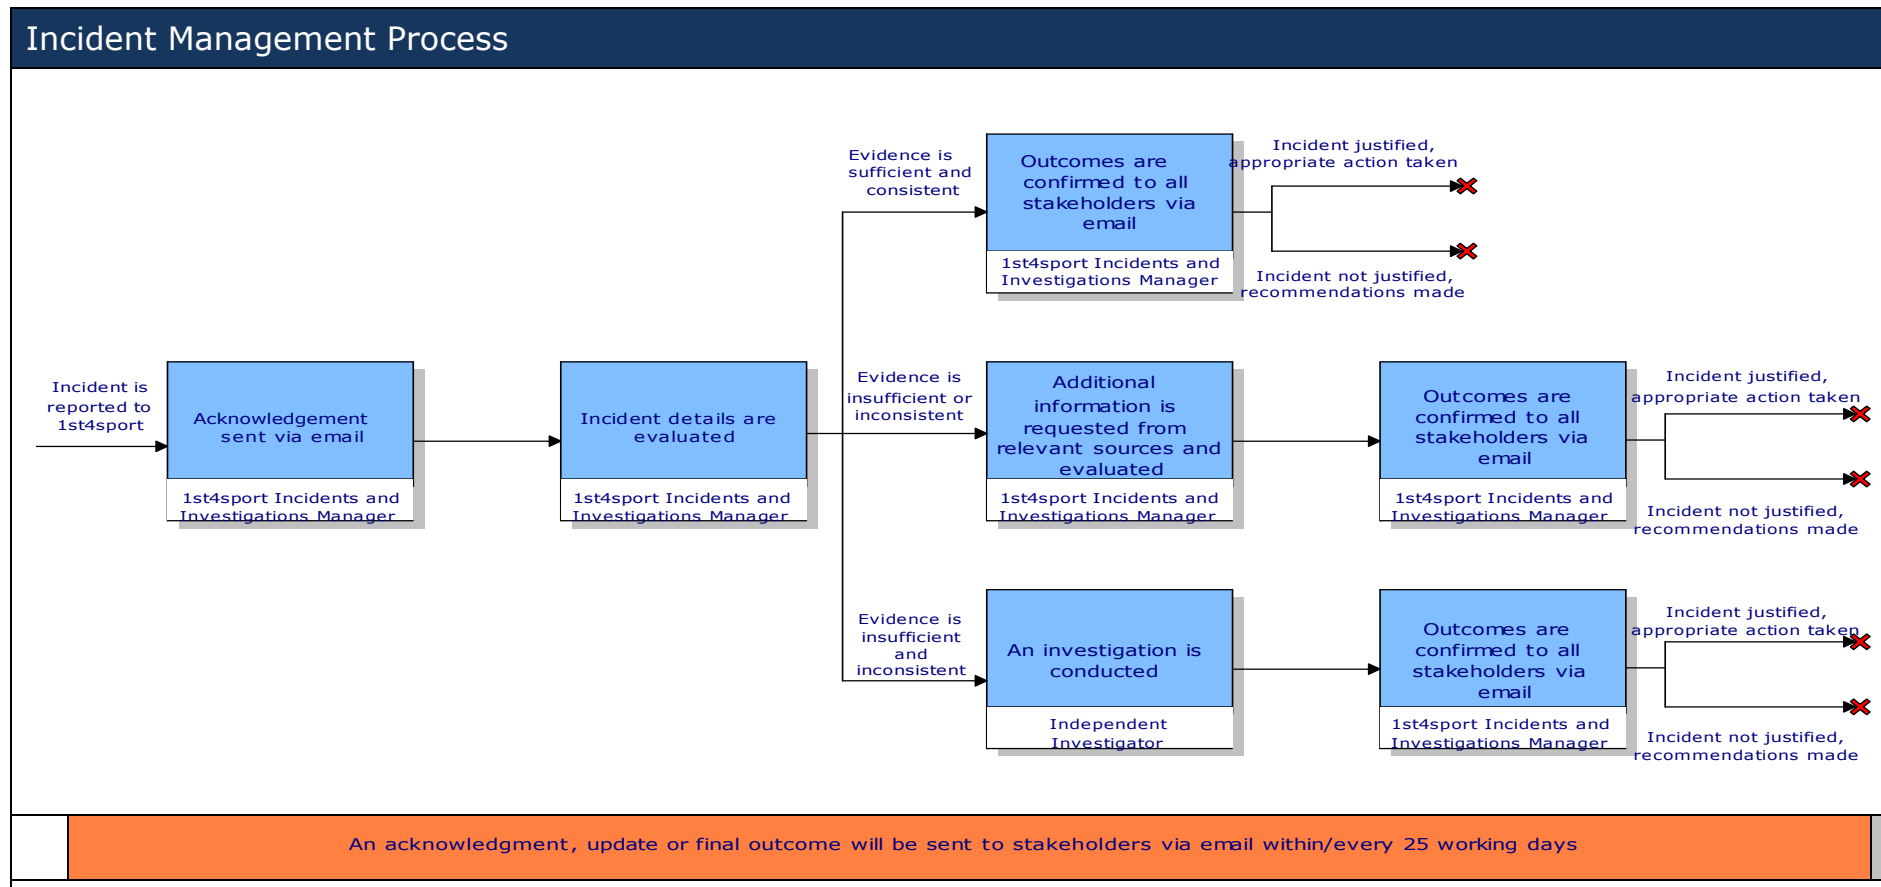 Incident Management Process
Evidence is
sufficient and
consistent
Outcomes are
confirmed to all
stakeholders via
email
1st4sport Incidents and
Investigations Manager
Incident justified,
appropriate action taken
Incident not justified,
recommendations made
Incident is
reported to
1st4sport
Acknowledgement
sent via email
1st4sport Incidents and
Investigations Manager
Incident details are
evaluated
1st4sport Incidents and
Investigations Manager
Evidence is
insufficient or
inconsistent
Additional
information is
requested from
relevant sources and
evaluated
1st4sport Incidents and
Investigations Manager
Outcomes are
confirmed to all
stakeholders via
email
1st4sport Incidents and
Investigations Manager
Incident justified,
appropriate action taken
Incident not justified,
recommendations made
Evidence is
insufficient
and
inconsistent
An investigation is
conducted
Independent
Investigator
Outcomes are
confirmed to all
stakeholders via
email
1st4sport Incidents and
Investigations Manager
Incident justified,
appropriate action taken
Incident not justified,
recommendations made
An acknowledgment, update or final outcome will be sent to stakeholders via email within/every 25 working days